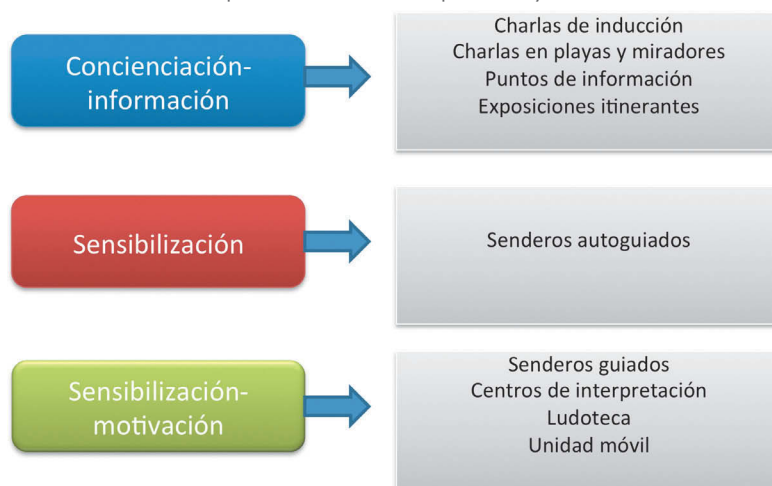 Concienciación-
información
Charlas de inducción
Charlas en playas y miradores
Puntos de información
Exposiciones itinerantes
Sensibilización
Senderos autoguiados
Sensibilización-
motivación
Senderos guiados
Centros de interpretación
Ludoteca
Unidad móvil